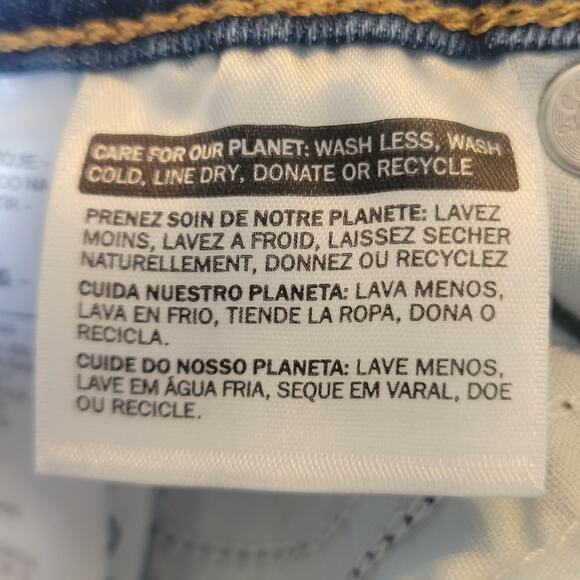 CARE FOR OUR PLANET: WASH LESS, WASH
COLD, LINE DRY, DONATE OR RECYCLE
PRENEZ SOIN DE NOTRE PLANETE: LAVEZ
MOINS, LAVEZ A FROID, LAISSEZ SECHER
NATURELLEMENT, DONNEZ OU RECYCLEZ
CUIDA NUESTRO PLANETA: LAVA MENOS,
LAVA EN FRIO, TIENDE LA ROPA, DONA O
RECICLA.
CUIDE DO NOSSO PLANETA: LAVE MENOS,
LAVE EM ÁGUA FRIA, SEQUE EM VARAL, DOE
OU RECICLE.